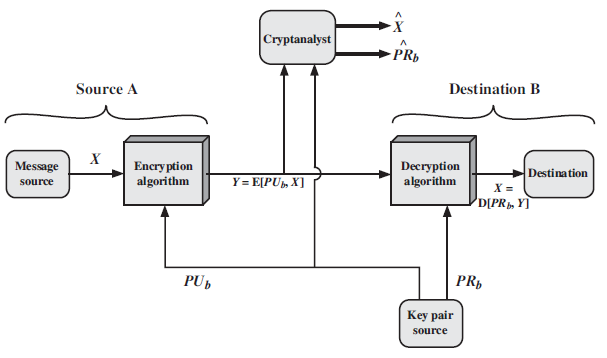 Cryptanalyst
X̂
P̂R_b
Source A
Destination B
Message
source
X
Encryption
algorithm
Y = E[PU_b, X]
Decryption
algorithm
X =
D[PR_b, Y]
Destination
PU_b
PR_b
Key pair
source